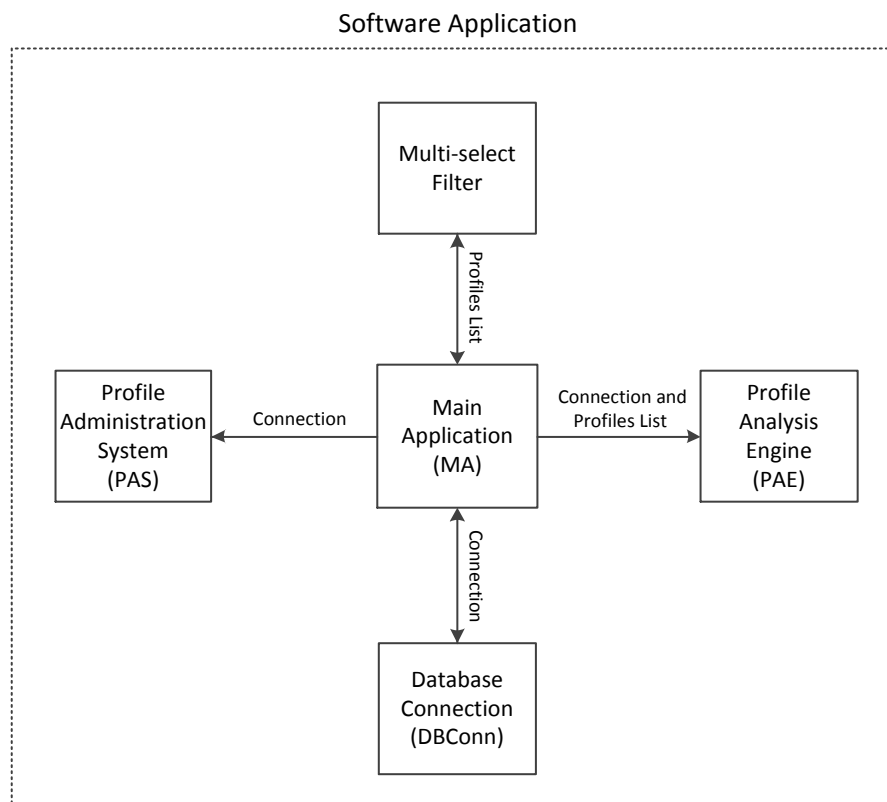 Software Application
Multi-select
Filter
Profiles List
Profile
Administration
System
(PAS)
Connection
Main
Application
(MA)
Connection and
Profiles List
Profile
Analysis
Engine
(PAE)
Connection
Database
Connection
(DBConn)